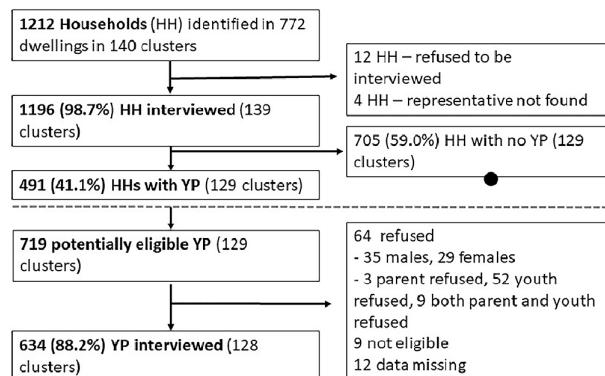 1212 Households (HH) identified in 772
dwellings in 140 clusters
12 HH – refused to be
interviewed
4 HH – representative not found
1196 (98.7%) HH interviewed (139
clusters)
705 (59.0%) HH with no YP (129
clusters)
491 (41.1%) HHs with YP (129 clusters)
719 potentially eligible YP (129
clusters)
64 refused
- 35 males, 29 females
- 3 parent refused, 52 youth
refused, 9 both parent and youth
refused
9 not eligible
12 data missing
634 (88.2%) YP interviewed (128
clusters)